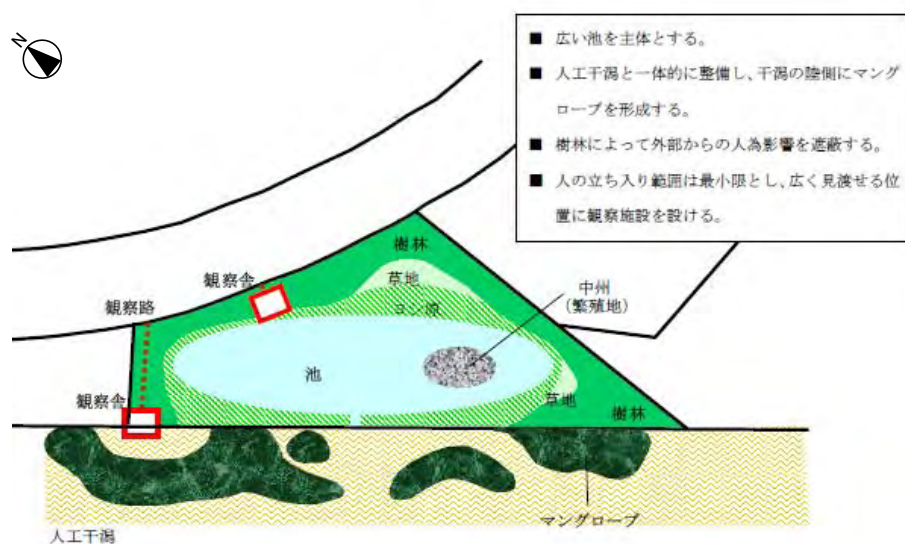 N
■ 広い池を主体とする。
■ 人工干潟と一体的に整備し、干潟の陸側にマング
ローブを形成する。
■ 樹林によって外部からの人為影響を遮蔽する。
■ 人の立ち入り範囲は最小限とし、広く見渡せる位
置に観察施設を設ける。
樹林
観察舎
草地
中州
(繁殖地)
観察路
ヨシ原
池
観察舎
草地
樹林
マングローブ
人工干潟